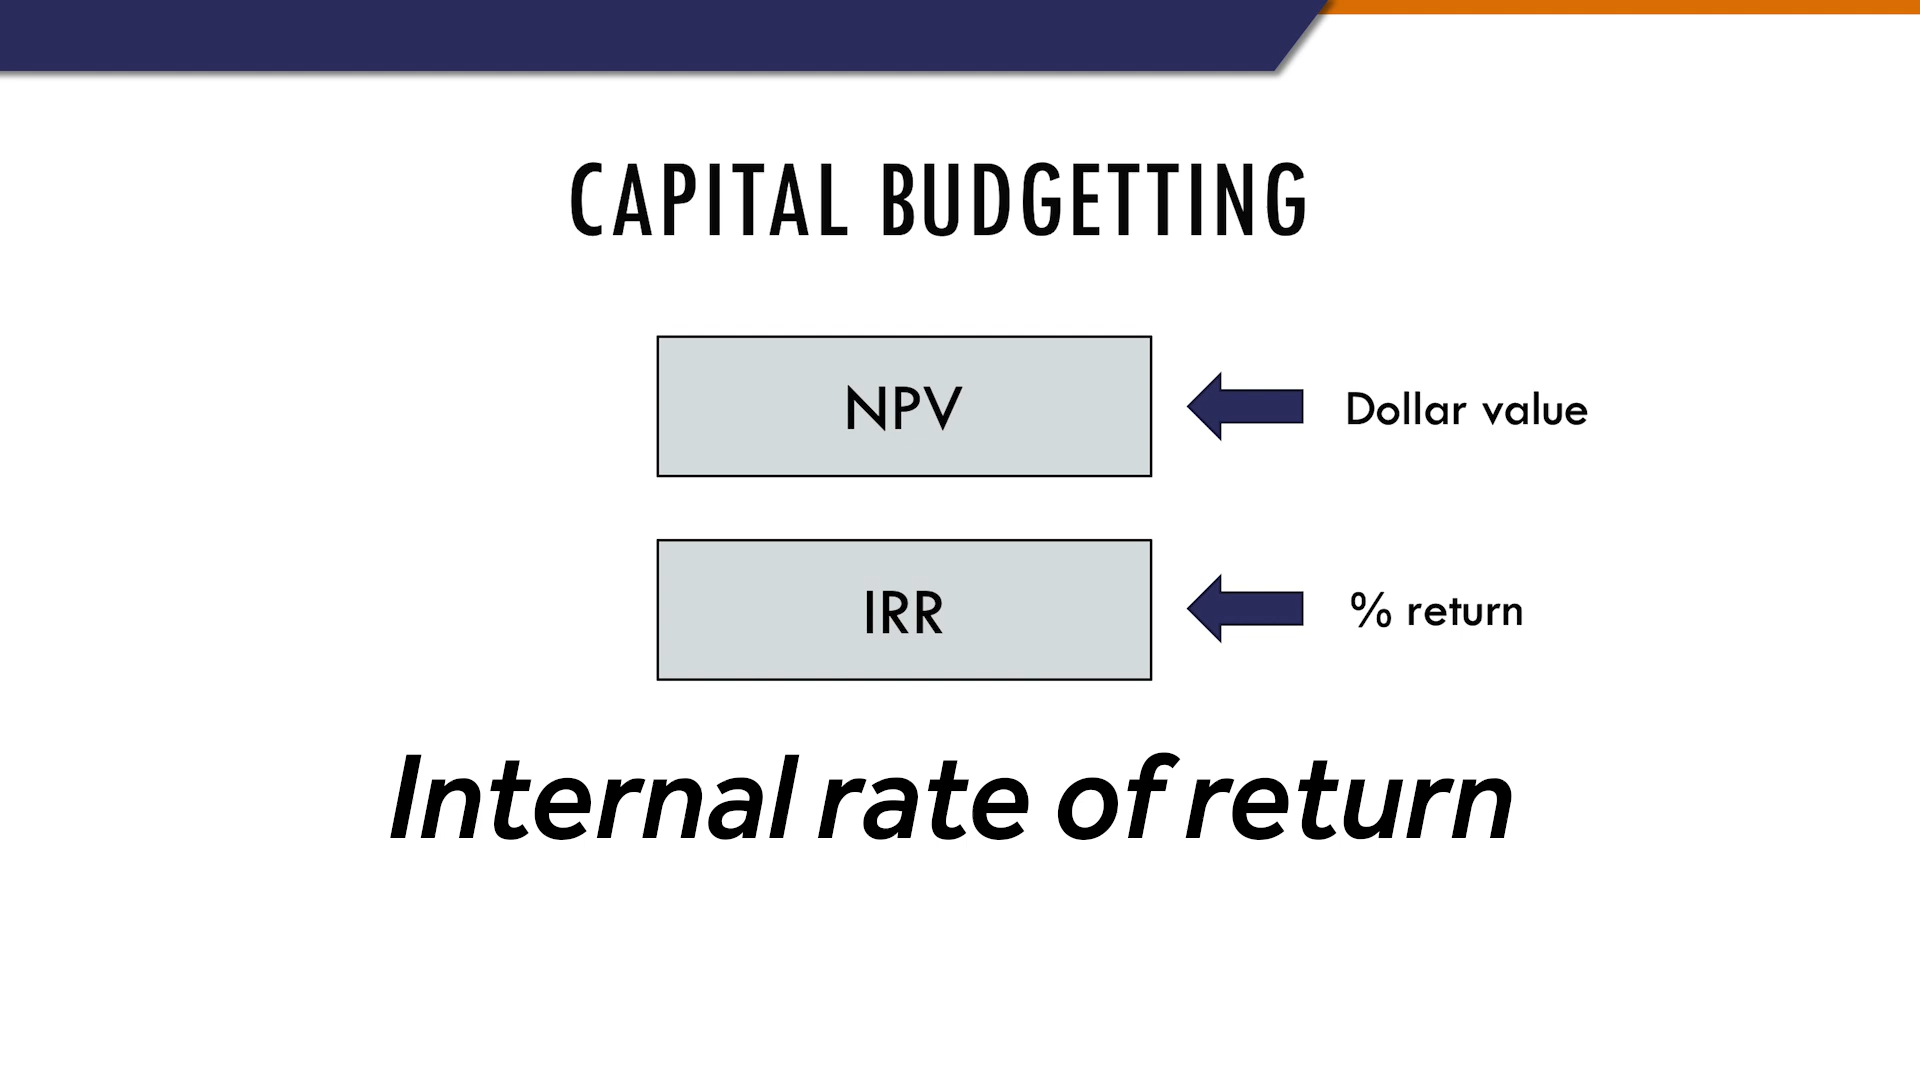 CAPITAL BUDGETTING
NPV
Dollar value
IRR
% return
Internal rate of return